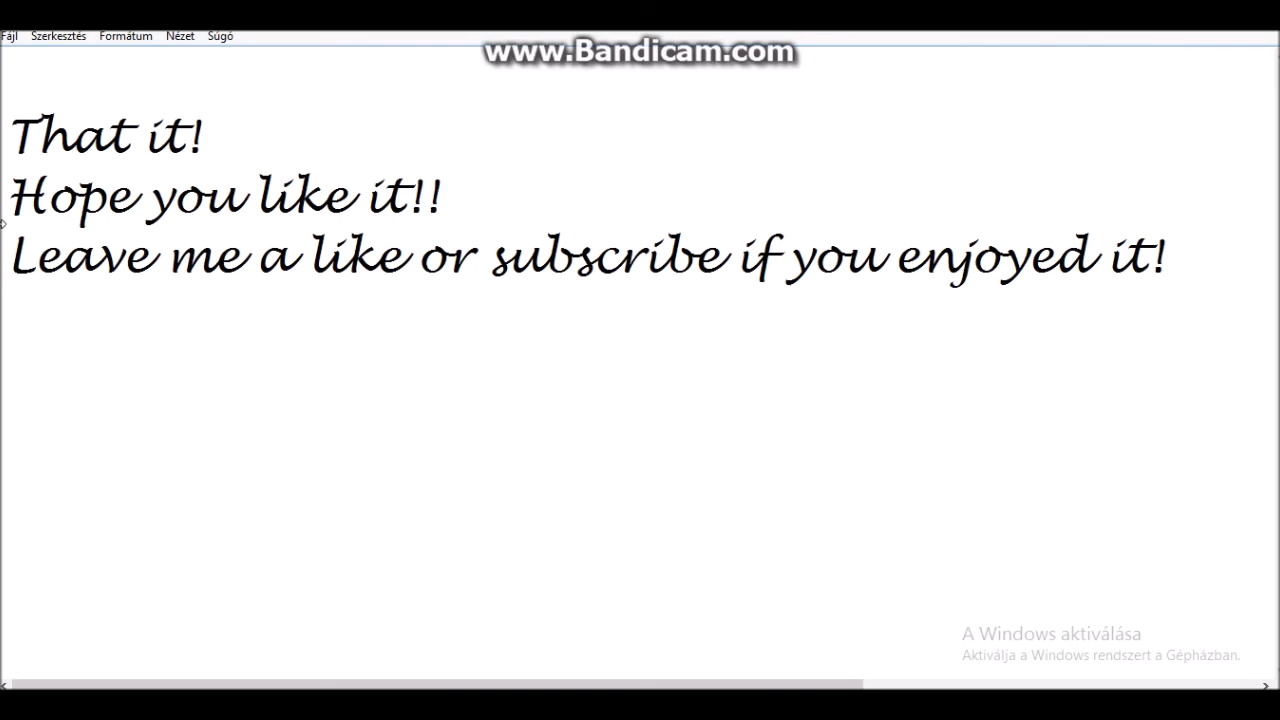 Fájl Szerkesztés Formátum Nézet Súgó
www.Bandicam.com
That it!
Hope you like it!!
Leave me a like or subscribe if you enjoyed it!
A Windows aktiválása
Aktiválja a Windows rendszert a Gépházban.